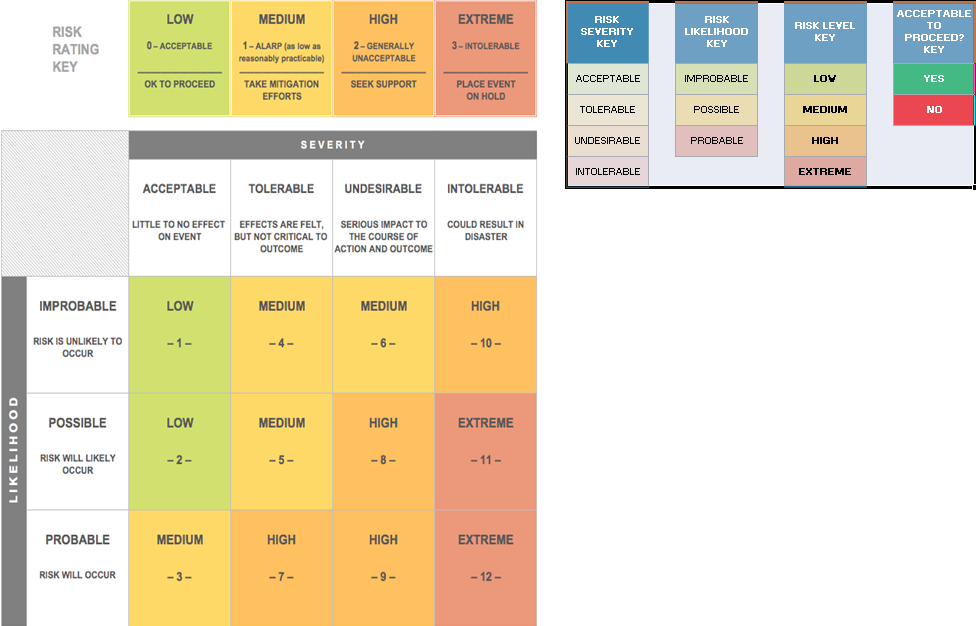 RISK
RATING
KEY
LOW
0 – ACCEPTABLE
OK TO PROCEED
MEDIUM
1 – ALARP (as low as
reasonably practicable)
TAKE MITIGATION
EFFORTS
HIGH
2 – GENERALLY
UNACCEPTABLE
SEEK SUPPORT
EXTREME
3 – INTOLERABLE
PLACE EVENT
ON HOLD
SEVERITY
ACCEPTABLE
LITTLE TO NO EFFECT
ON EVENT
TOLERABLE
EFFECTS ARE FELT,
BUT NOT CRITICAL TO
OUTCOME
UNDESIRABLE
SERIOUS IMPACT TO
THE COURSE OF
ACTION AND OUTCOME
INTOLERABLE
COULD RESULT IN
DISASTER
LIKELIHOOD
IMPROBABLE
RISK IS UNLIKELY TO
OCCUR
LOW
– 1 –
MEDIUM
– 4 –
MEDIUM
– 6 –
HIGH
– 10 –
POSSIBLE
RISK WILL LIKELY
OCCUR
LOW
– 2 –
MEDIUM
– 5 –
HIGH
– 8 –
EXTREME
– 11 –
PROBABLE
RISK WILL OCCUR
MEDIUM
– 3 –
HIGH
– 7 –
HIGH
– 9 –
EXTREME
– 12 –
RISK
SEVERITY
KEY
ACCEPTABLE
TOLERABLE
UNDESIRABLE
INTOLERABLE
RISK
LIKELIHOOD
KEY
IMPROBABLE
POSSIBLE
PROBABLE
RISK LEVEL
KEY
LOW
MEDIUM
HIGH
EXTREME
ACCEPTABLE
TO
PROCEED?
KEY
YES
NO